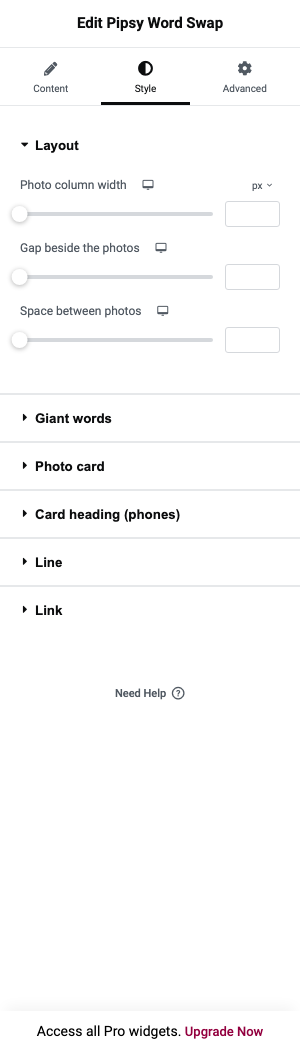 Edit Pipsy Word Swap
Content
Style
Advanced
Layout
Photo column width
px
Gap beside the photos
Space between photos
Giant words
Photo card
Card heading (phones)
Line
Link
Need Help ?
Access all Pro widgets. Upgrade Now